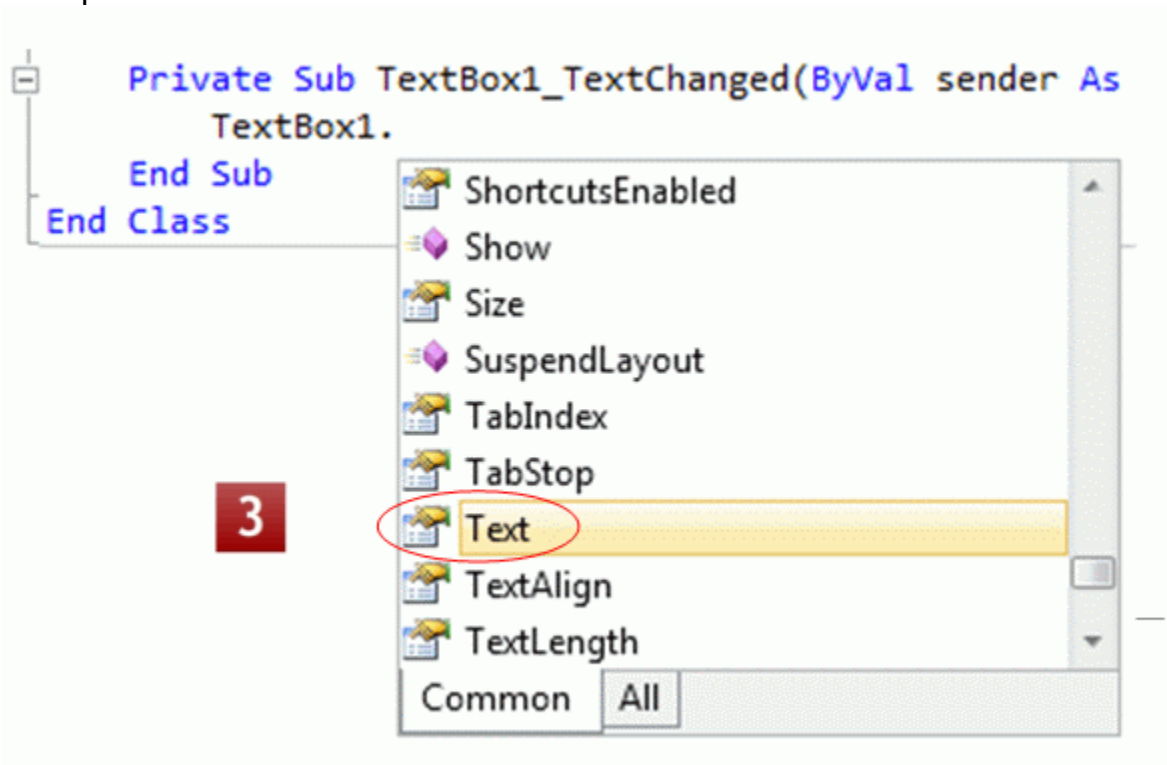 Private Sub TextBox1_TextChanged(ByVal sender As
TextBox1.
End Sub
End Class
ShortcutsEnabled
Show
Size
SuspendLayout
TabIndex
TabStop
3
Text
TextAlign
TextLength
Common All